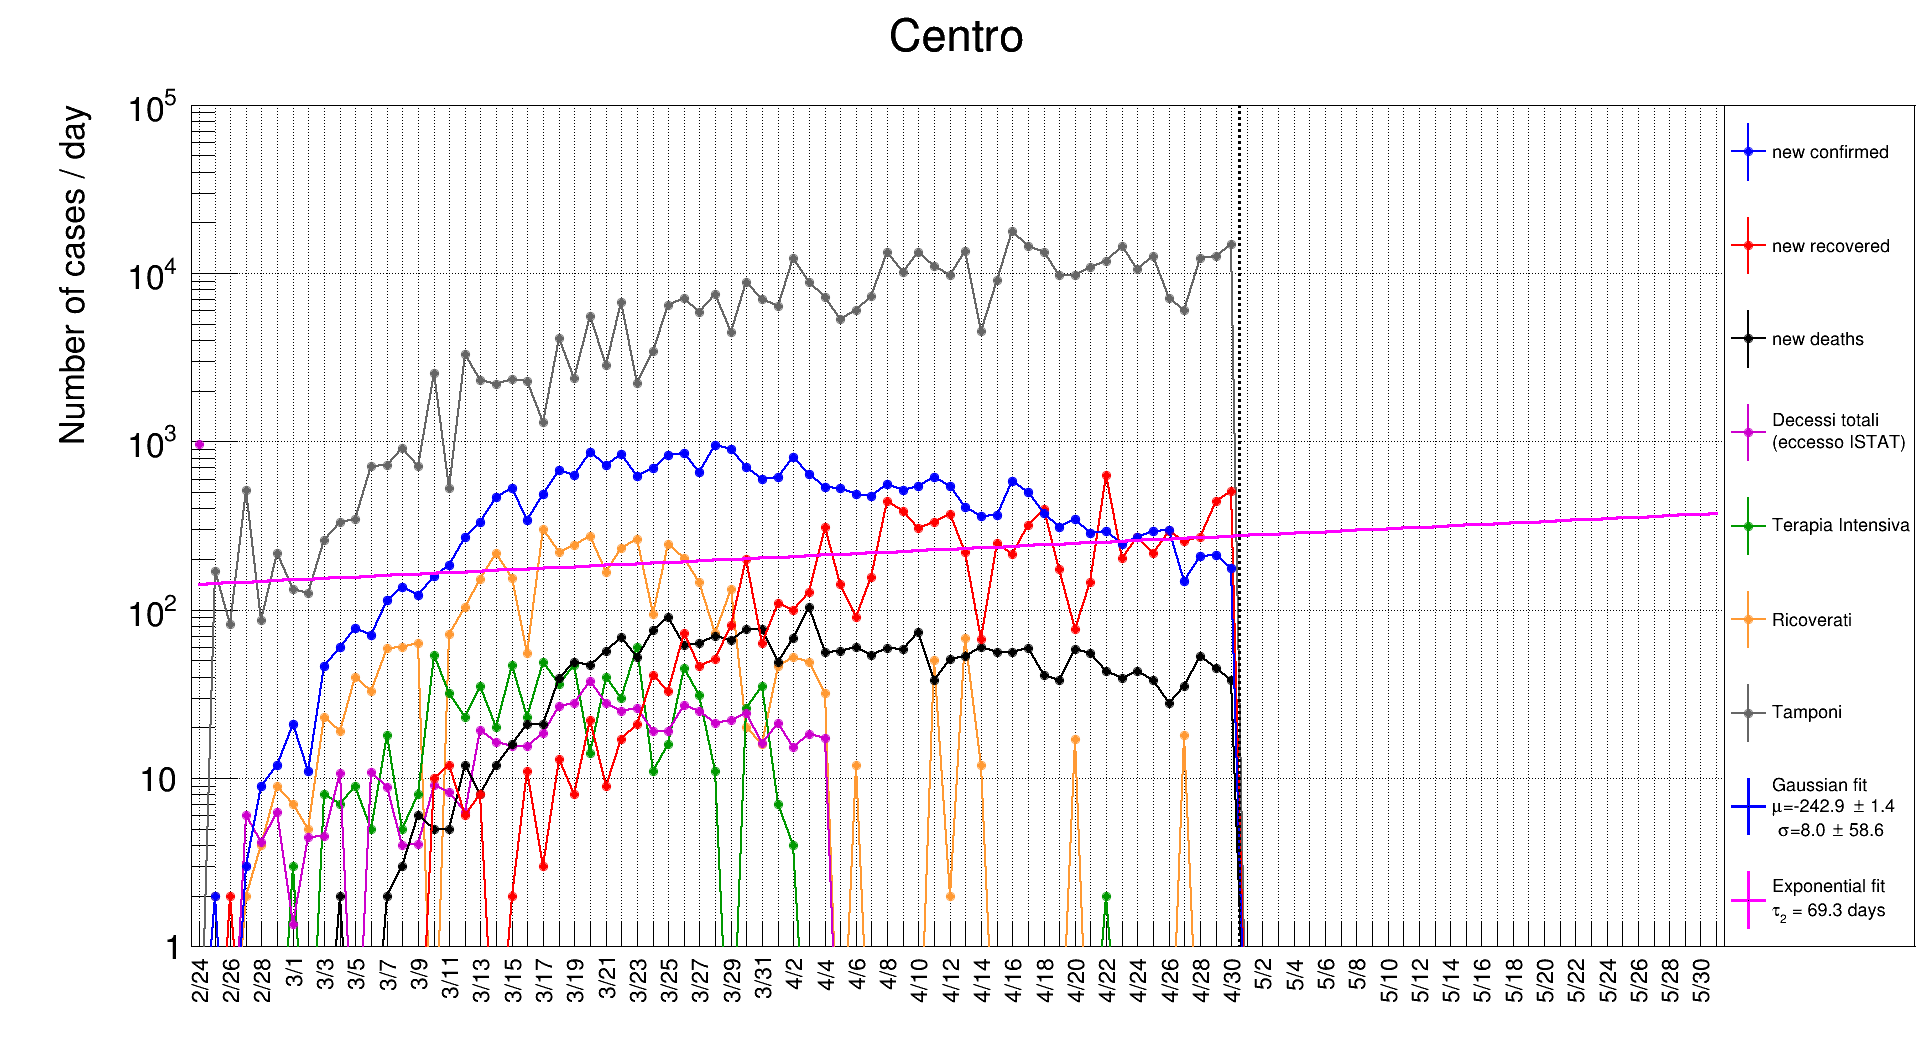 Centro
Number of cases / day
10^5
10^4
10^3
10^2
10
1
2/24 2/26 2/28 3/1 3/3 3/5 3/7 3/9 3/11 3/13 3/15 3/17 3/19 3/21 3/23 3/25 3/27 3/29 3/31 4/2 4/4 4/6 4/8 4/10 4/12 4/14 4/16 4/18 4/20 4/22 4/24 4/26 4/28 4/30 5/2 5/4 5/6 5/8 5/10 5/12 5/14 5/16 5/18 5/20 5/22 5/24 5/26 5/28 5/30
new confirmed
new recovered
new deaths
Decessi totali
(eccesso ISTAT)
Terapia Intensiva
Ricoverati
Tamponi
Gaussian fit
μ=-242.9 ± 1.4
σ=8.0 ± 58.6
Exponential fit
τ₂ = 69.3 days